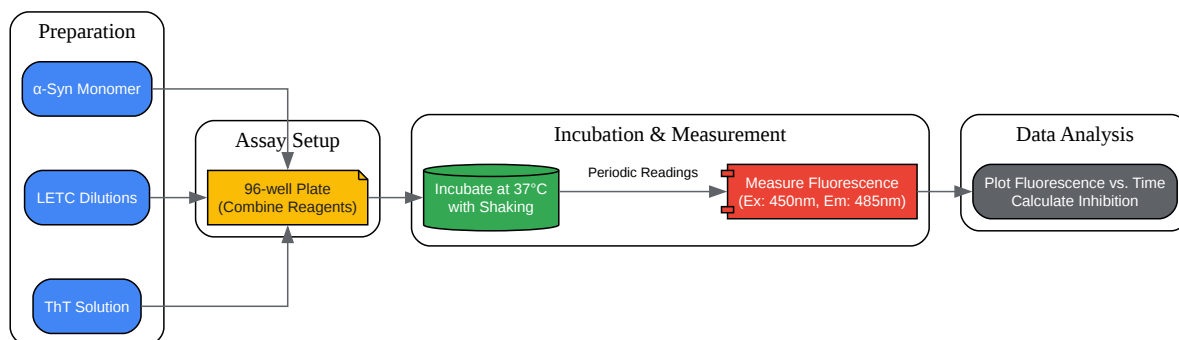 Preparation
α-Syn Monomer
LETC Dilutions
ThT Solution
Assay Setup
96-well Plate
(Combine Reagents)
Incubation & Measurement
Incubate at 37°C
with Shaking
Periodic Readings
Measure Fluorescence
(Ex: 450nm, Em: 485nm)
Data Analysis
Plot Fluorescence vs. Time
Calculate Inhibition